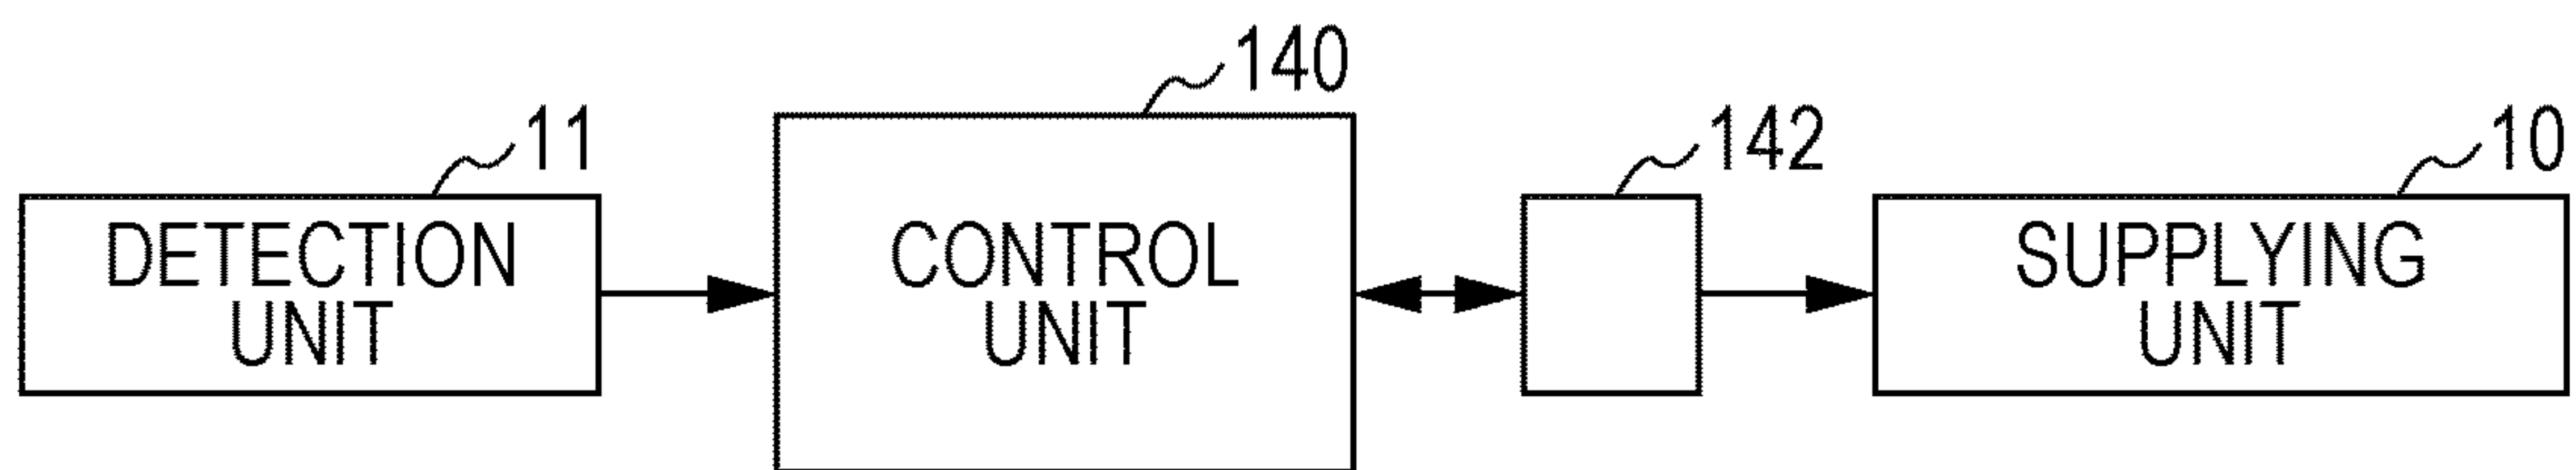 140
11
142
10
DETECTION
UNIT
CONTROL
UNIT
SUPPLYING
UNIT